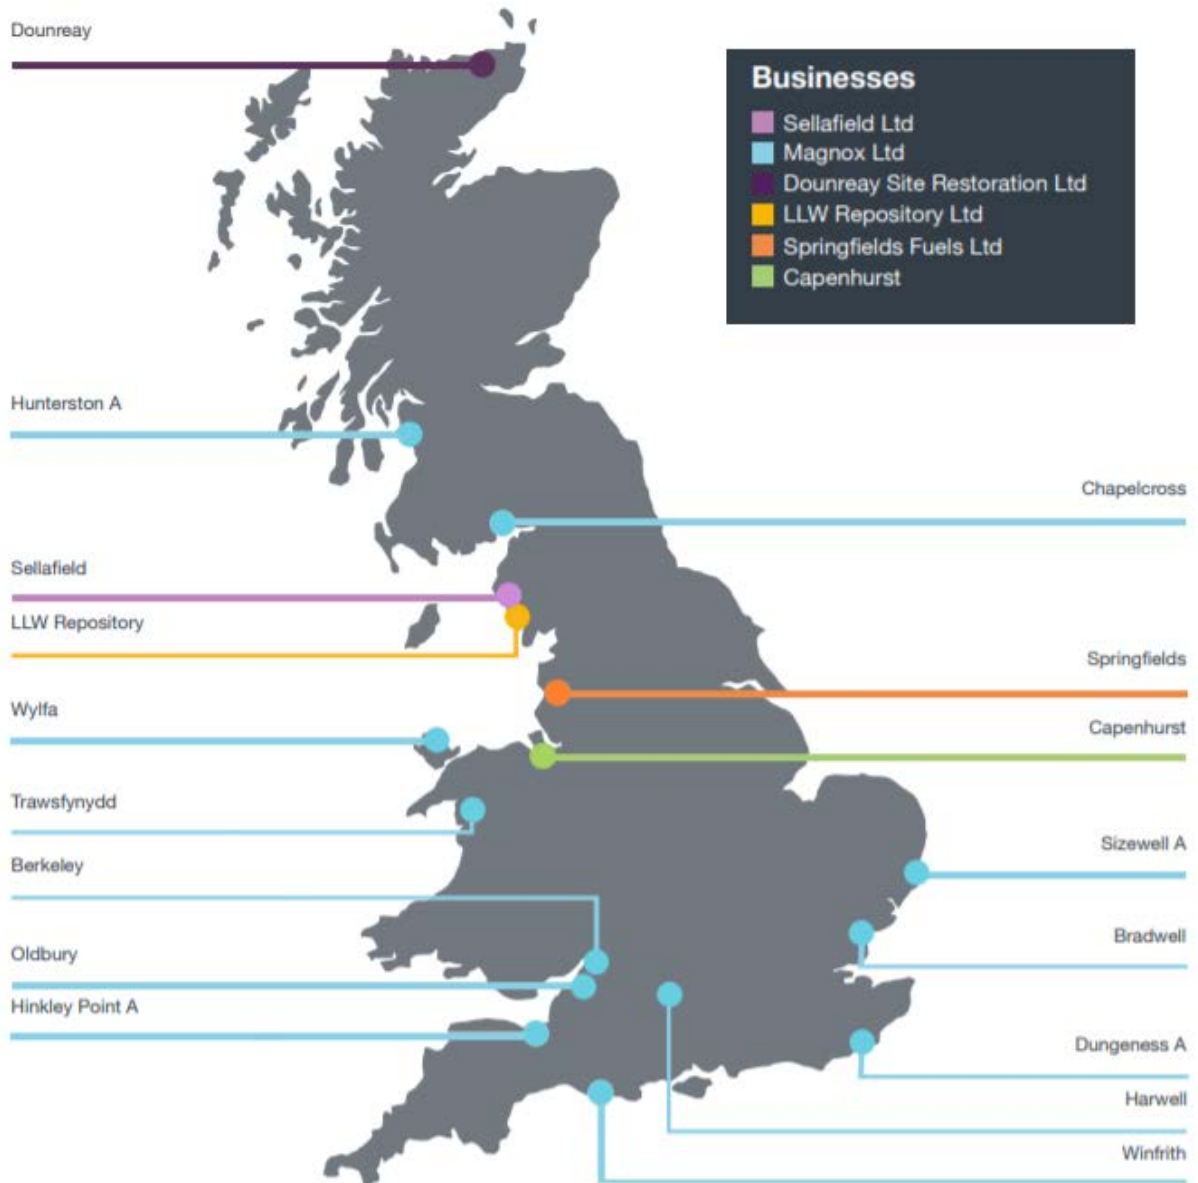 Dounreay
Businesses
Sellafield Ltd
Magnox Ltd
Dounreay Site Restoration Ltd
LLW Repository Ltd
Springfields Fuels Ltd
Capenhurst
Hunterston A
Chapelcross
Sellafield
LLW Repository
Springfields
Wylfa
Capenhurst
Trawsfynydd
Sizewell A
Berkeley
Bradwell
Oldbury
Hinkley Point A
Dungeness A
Harwell
Winfrith